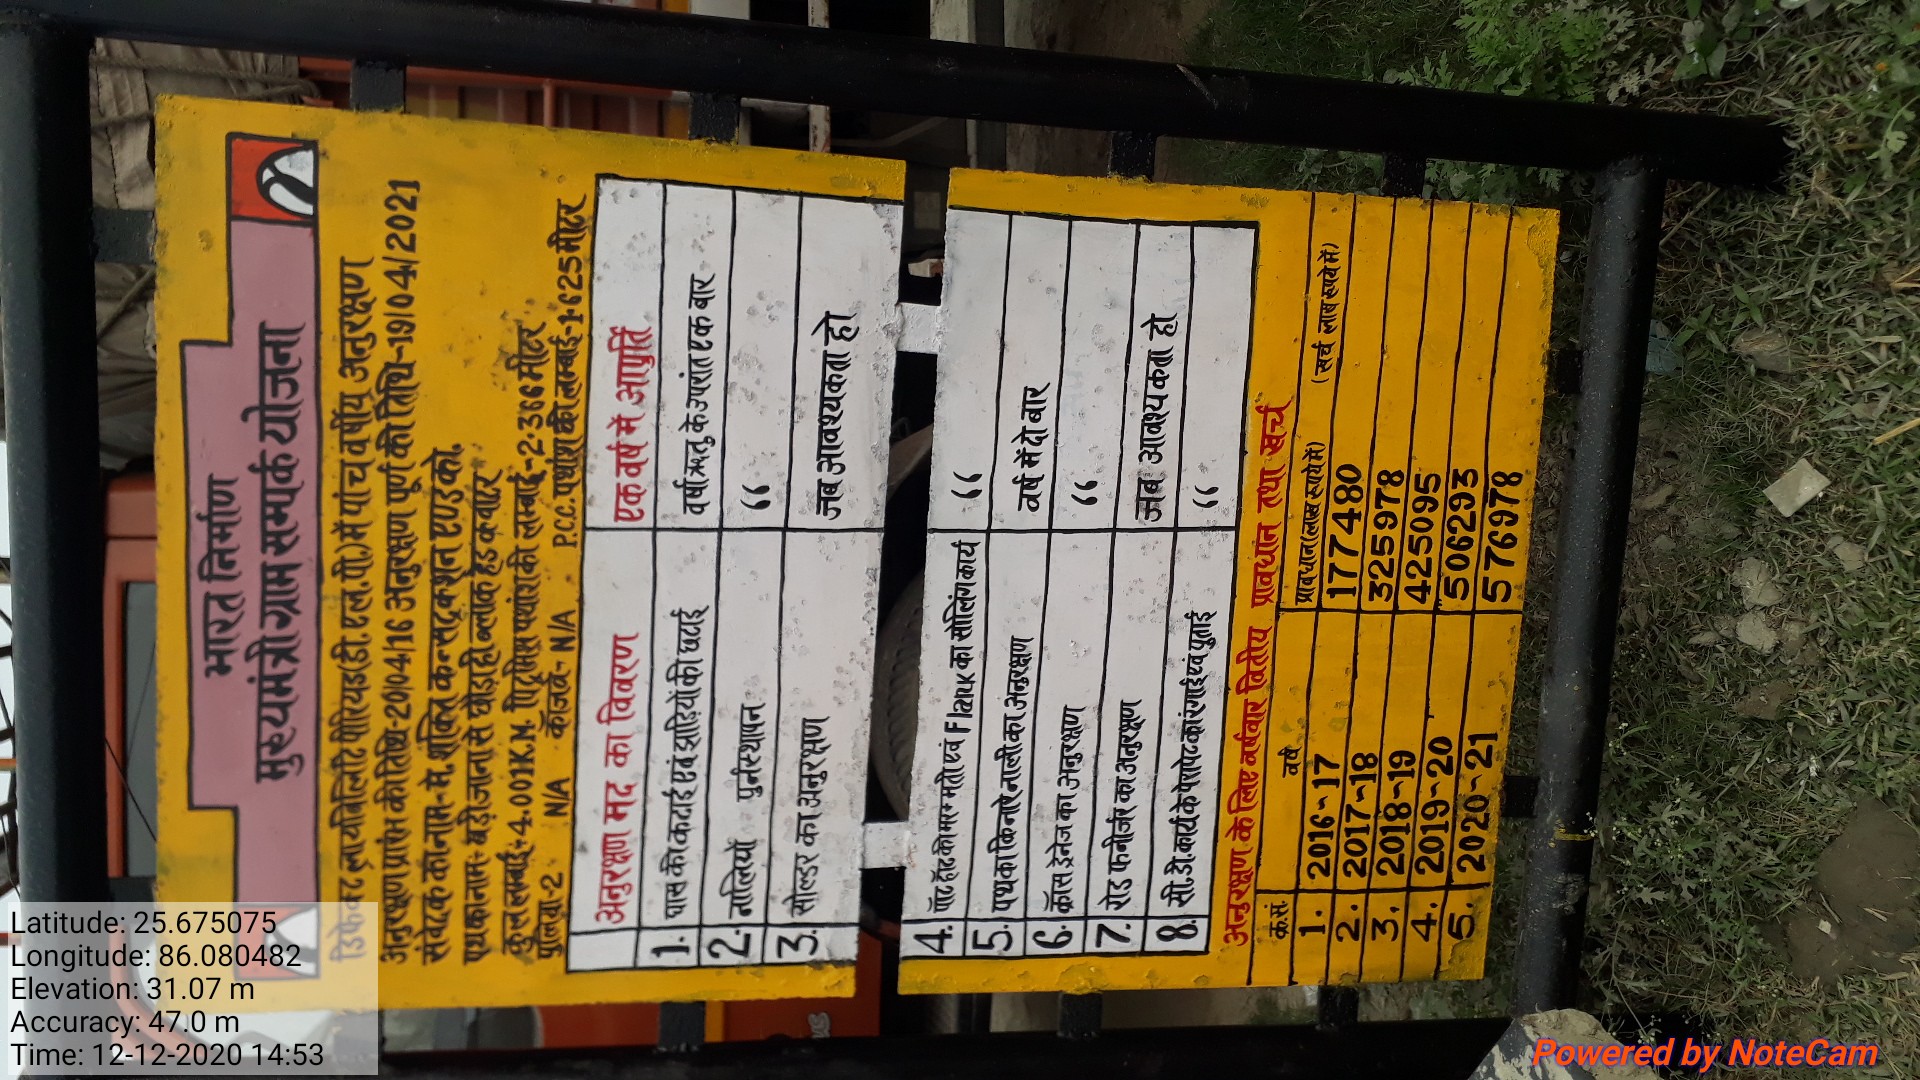 भारत निर्माण
मुख्यमंत्री ग्राम सम्पर्क योजना
डिफेक्ट लायबिलिटि पीरियड(डी.एल.पी.) में पांच वर्षीय अनुरक्षण
अनुरक्षण प्रारंभ की तिथि-20/04/16 अनुरक्षण पूर्ण की तिथि-19/04/2021
संवेदक का नाम- मे. शक्ति कन्सट्रक्शन एण्ड को.
पथ का नाम- बड़ी जाना से घोड़ाही ब्लाक हेड क्वाटर
कुल लम्बाई-4.001K.M. पिटुमिस पथांश की लम्बाई-2.366मीटर
पुलिया-2 N/A कॉजवे- N/A P.C.C. पथांश की लम्बाई-1.625मीटर
अनुरक्षण मद का विवरण एक वर्ष में आपुर्ति
1. घास की कटाई एवं झाड़ियों की घटाई वर्षा ऋतु के उपरांत एक बार
2. नालियों पुर्नस्थापन "
3. सोल्डर का अनुरक्षण जब आवश्यकता हो
4. पॉट हॉट की मरम्मती एवं Flank का सीलिंग कार्य "
5. पथ का किनारे नाली का अनुरक्षण वर्ष में दो बार
6. क्रॉस ड्रेनेज का अनुरक्षण "
7. रोड फर्नीजर का अनुरक्षण जब आवश्यकता हो
8. सी.डी. कार्य के पेरापेट का रंगाई एवं पुताई "
अनुरक्षण के लिए वर्षवार वितीय प्रावधान तथा खर्च
क्र.सं. वर्ष प्रावधान(लाख रूपये में) (खर्च लाख रूपये में)
1. 2016-17 177480
2. 2017-18 325978
3. 2018-19 425095
4. 2019-20 506293
5. 2020-21 576978
Latitude: 25.675075
Longitude: 86.080482
Elevation: 31.07 m
Accuracy: 47.0 m
Time: 12-12-2020 14:53
Powered by NoteCam